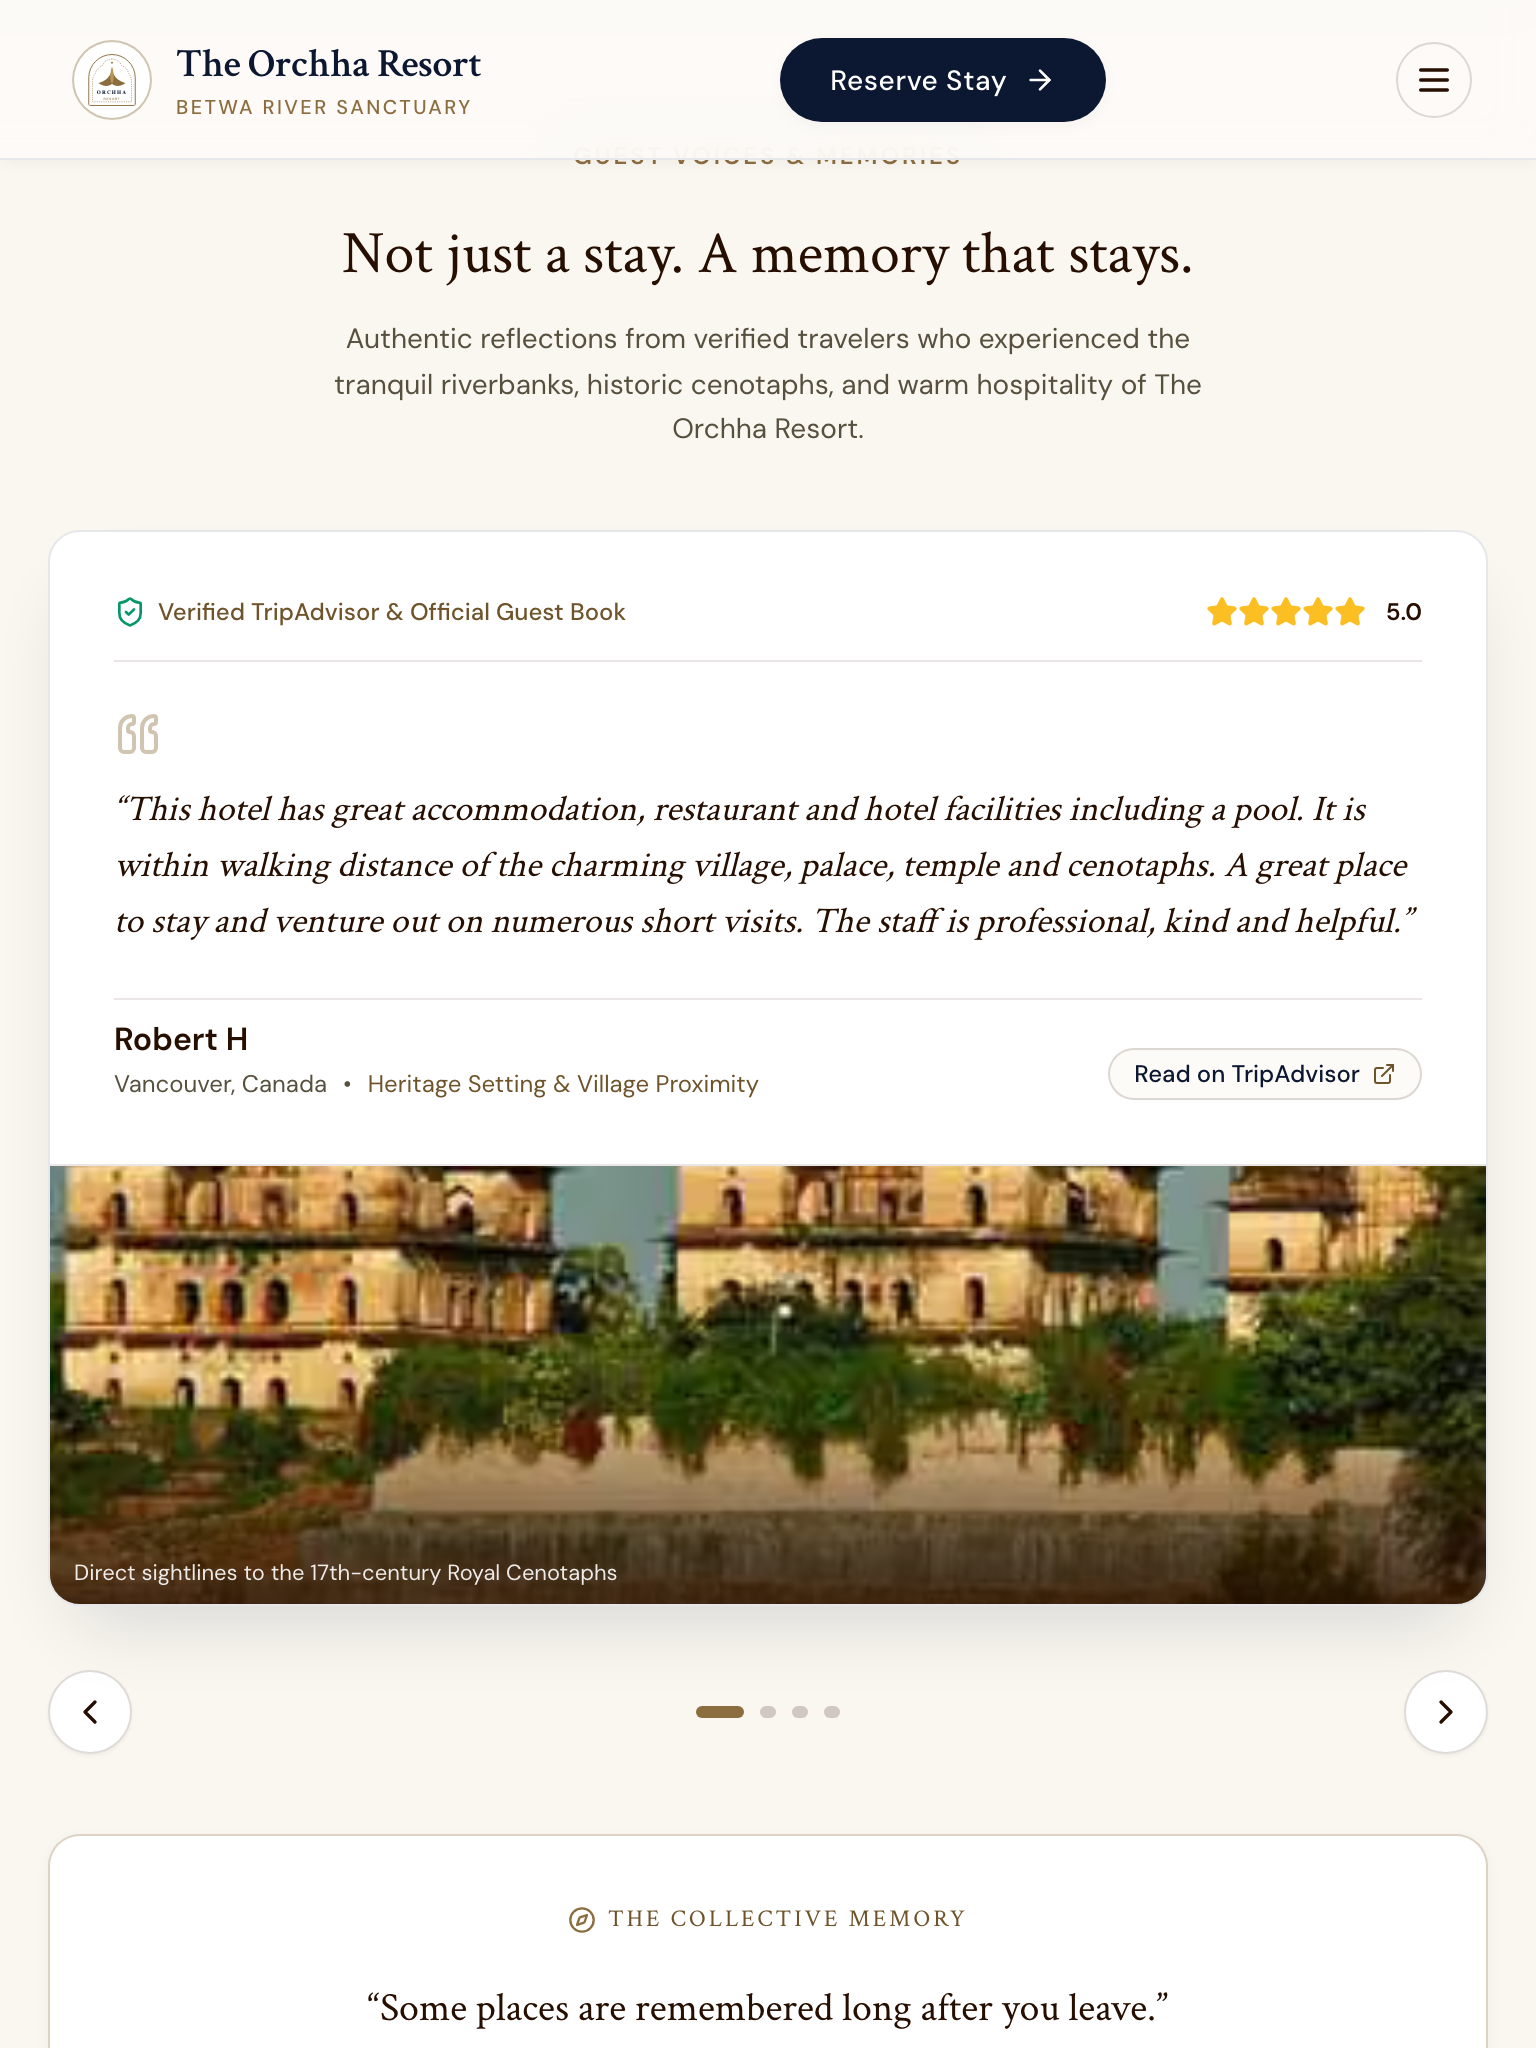 ORCHHA
The Orchha Resort
BETWA RIVER SANCTUARY
Reserve Stay
GUEST VOICES & MEMORIES
Not just a stay. A memory that stays.
Authentic reflections from verified travelers who experienced the
tranquil riverbanks, historic cenotaphs, and warm hospitality of The
Orchha Resort.
Verified TripAdvisor & Official Guest Book
5.0
“This hotel has great accommodation, restaurant and hotel facilities including a pool. It is
within walking distance of the charming village, palace, temple and cenotaphs. A great place
to stay and venture out on numerous short visits. The staff is professional, kind and helpful.”
Robert H
Vancouver, Canada • Heritage Setting & Village Proximity
Read on TripAdvisor
Direct sightlines to the 17th-century Royal Cenotaphs
THE COLLECTIVE MEMORY
“Some places are remembered long after you leave.”